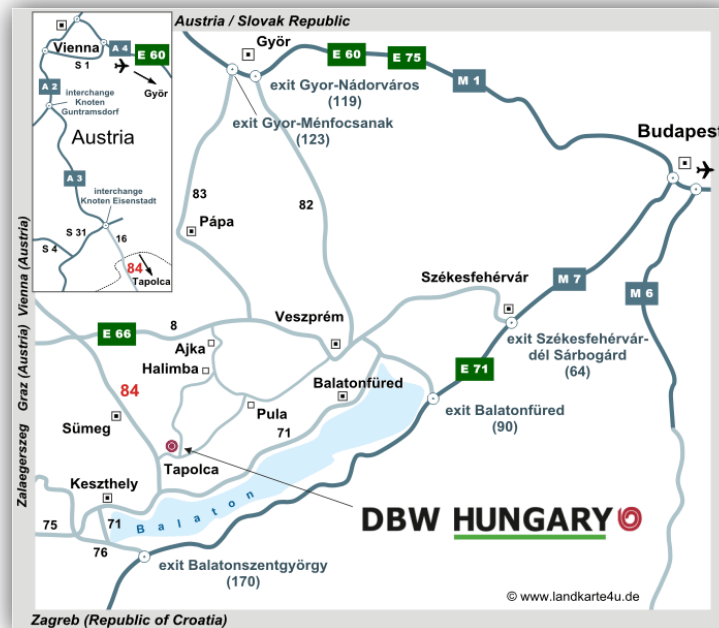 Austria / Slovak Republic
Vienna
A 4
E 60
S 1
Györ
A 2
interchange
Knoten
Guntramsdorf
Austria
A 3
interchange
Knoten Eisenstadt
S 31
16
S 4
84
Tapolca
Györ
E 60
E 75
M 1
exit Gyor-Nádorváros
(119)
exit Gyor-Ménfocsanak
(123)
Budapest
83
82
Pápa
Székesfehérvár
M 7
M 6
E 66
8
Veszprém
exit Székesfehérvár-
dél Sárbogárd
(64)
Ajka
Halimba
E 71
84
Balatonfüred
exit Balatonfüred
(90)
Pula
71
Sümeg
Tapolca
Keszthely
DBW HUNGARY
Balaton
75
71
76
exit Balatonszentgyörgy
(170)
© www.landkarte4u.de
Zalaegerszeg Graz (Austria) Vienna (Austria)
Zagreb (Republic of Croatia)